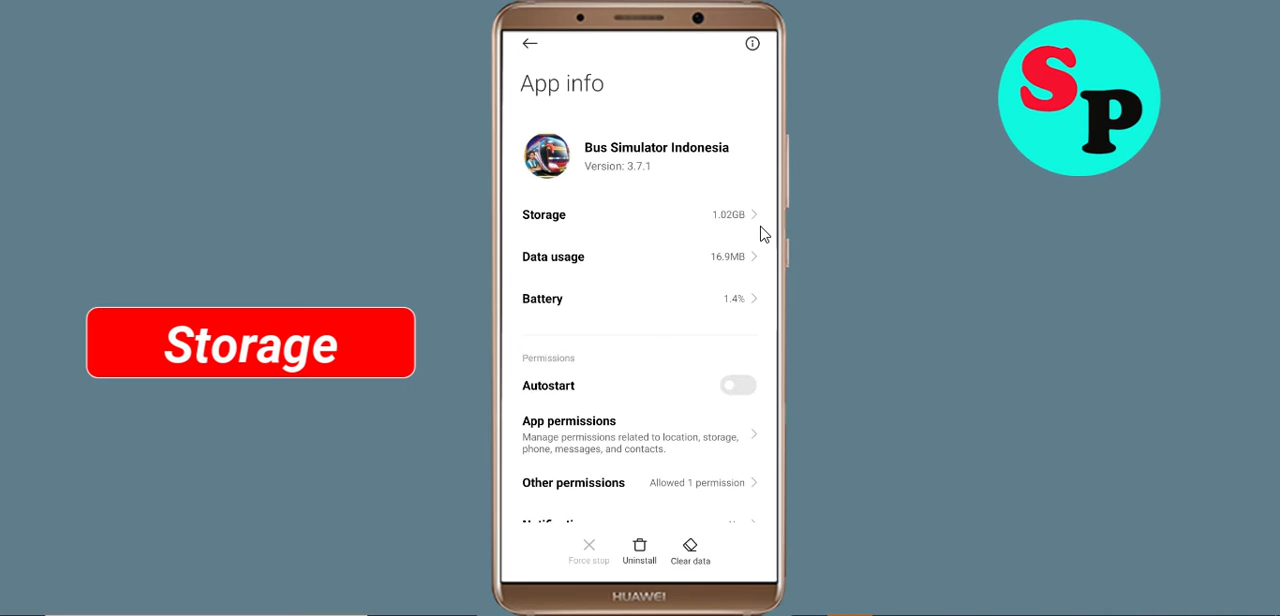 App info
Bus Simulator Indonesia
Version: 3.7.1
Storage 1.02GB
Data usage 16.9MB
Battery 1.4%
Permissions
Autostart
App permissions
Manage permissions related to location, storage,
phone, messages, and contacts.
Other permissions Allowed 1 permission
Force stop Uninstall Clear data
HUAWEI
Storage
SP